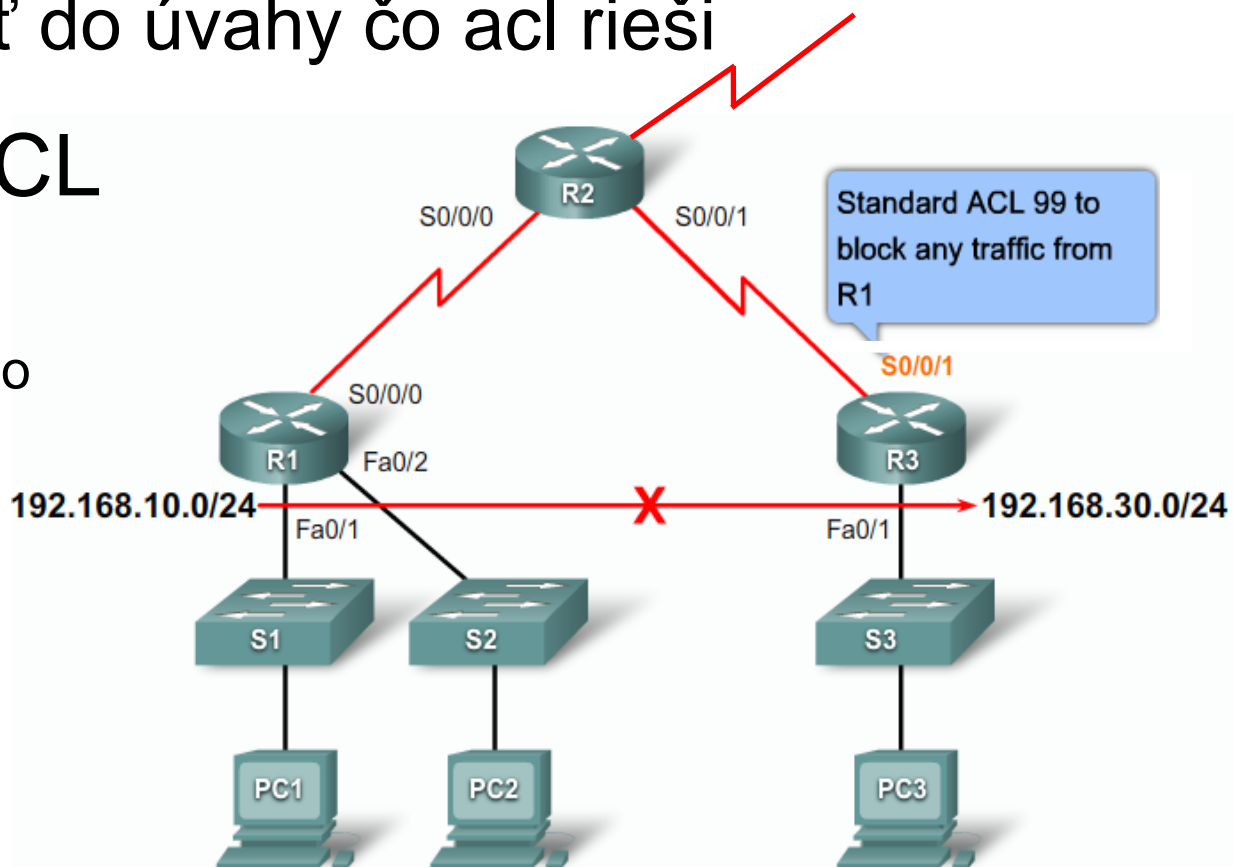 ť do úvahy čo acl rieši
CL
R2
S0/0/0
S0/0/1
Standard ACL 99 to
block any traffic from
R1
o
S0/0/1
S0/0/0
R1
Fa0/2
R3
192.168.10.0/24
X
192.168.30.0/24
Fa0/1
Fa0/1
S1
S2
S3
PC1
PC2
PC3